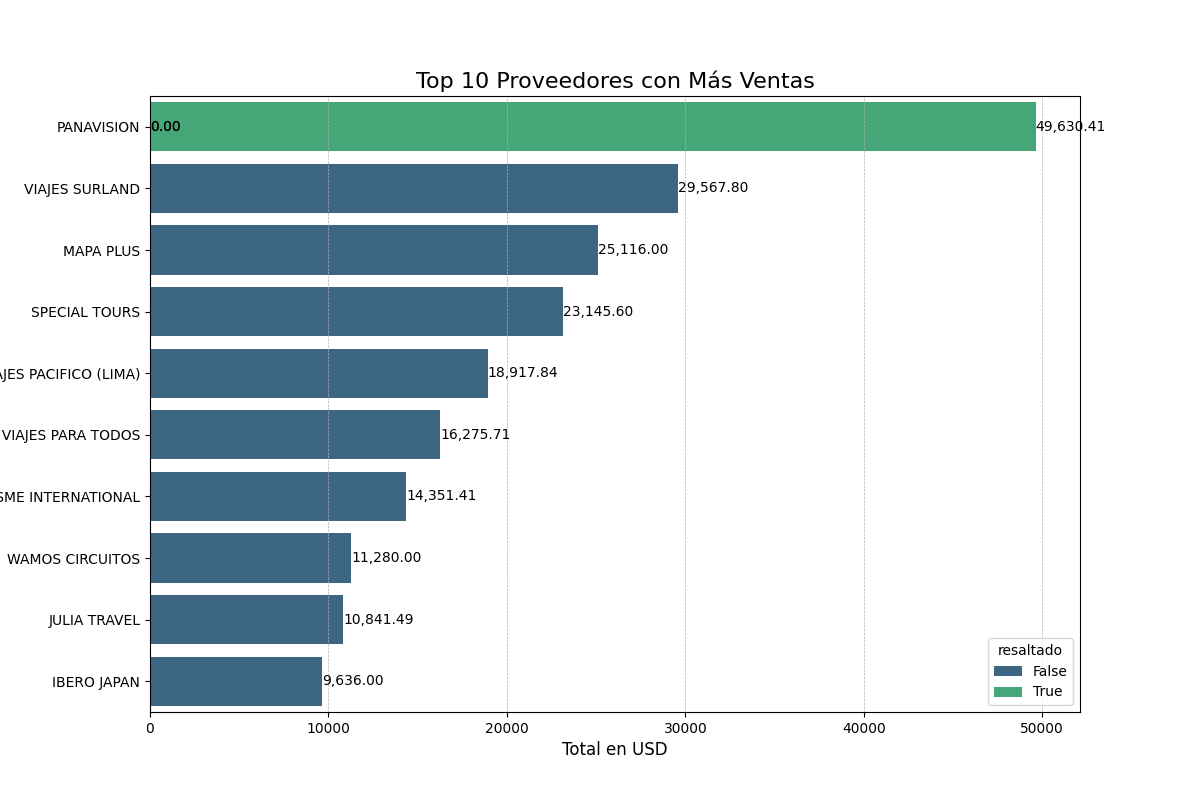 Top 10 Proveedores con Más Ventas
PANAVISION 0.00 49,630.41
VIAJES SURLAND 29,567.80
MAPA PLUS 25,116.00
SPECIAL TOURS 23,145.60
AJES PACIFICO (LIMA) 18,917.84
VIAJES PARA TODOS 16,275.71
SME INTERNATIONAL 14,351.41
WAMOS CIRCUITOS 11,280.00
JULIA TRAVEL 10,841.49
IBERO JAPAN 9,636.00
resaltado
False
True
0 10000 20000 30000 40000 50000
Total en USD